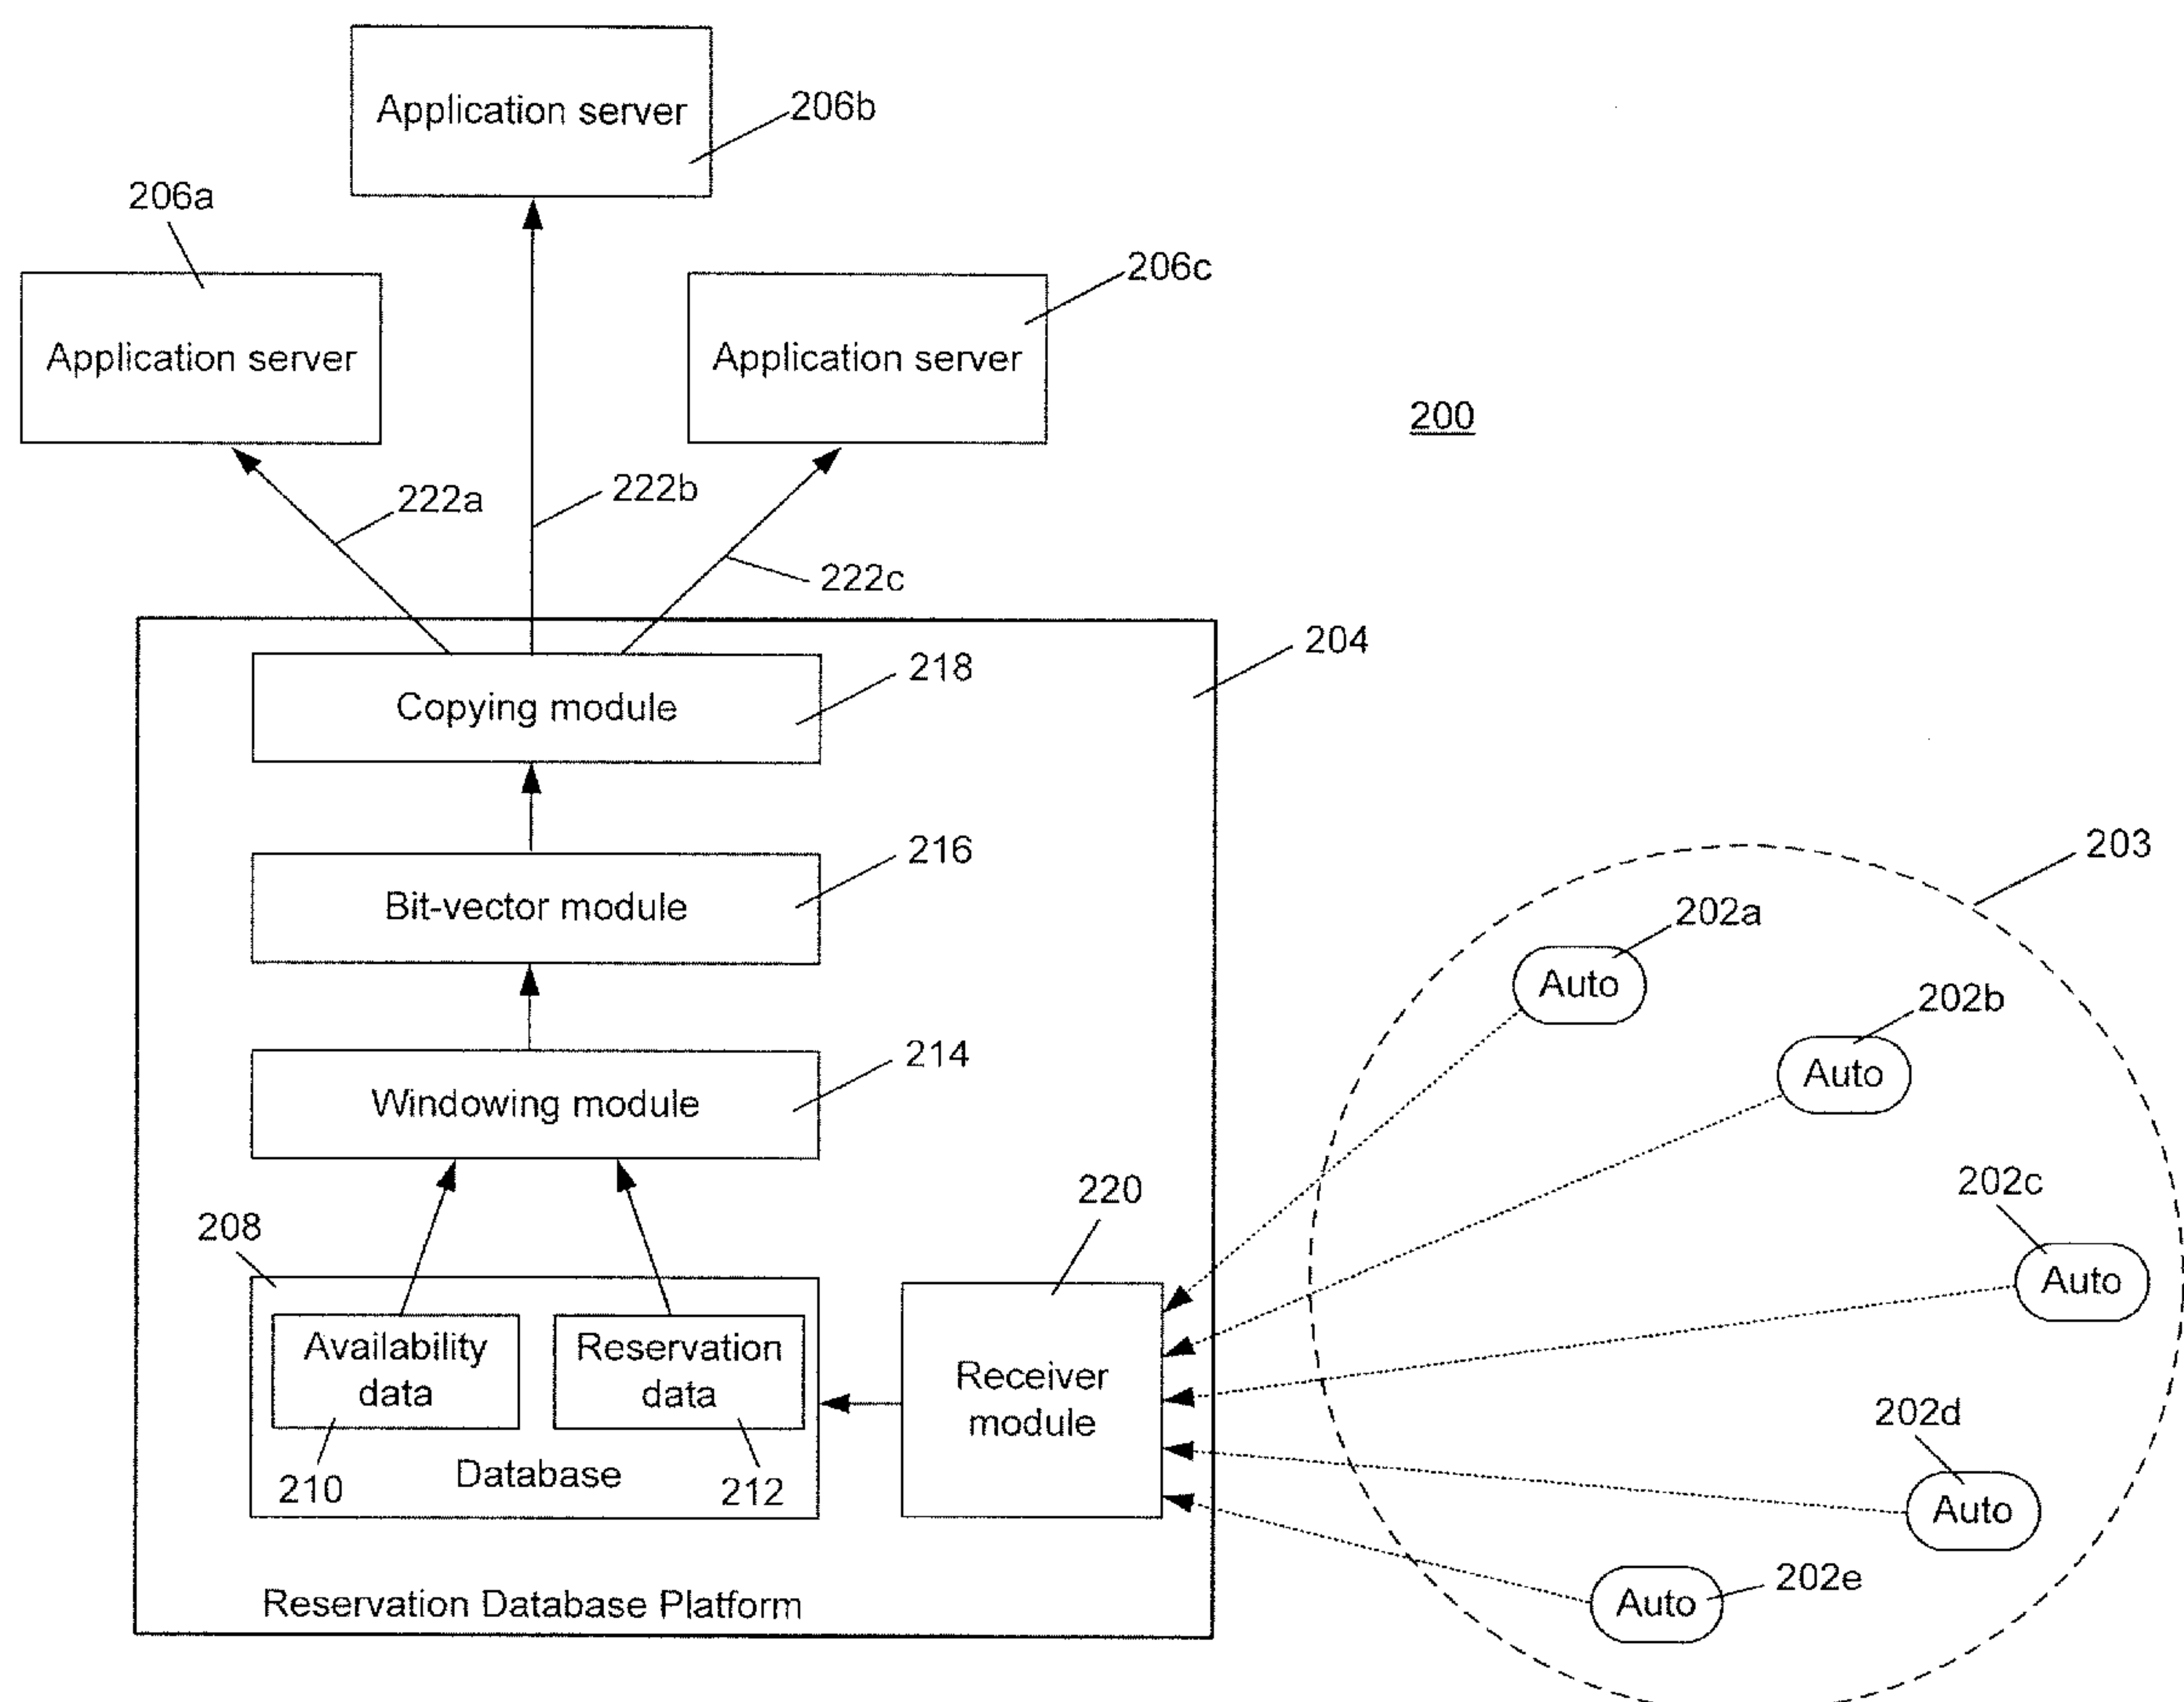 Application server
206b
206a
206c
Application server
Application server
200
222a
222b
222c
204
218
Copying module
216
Bit-vector module
203
202a
Auto
202b
Auto
214
Windowing module
202c
Auto
220
208
Availability
data
Reservation
data
Receiver
module
210
Database
212
202d
Auto
202e
Auto
Reservation Database Platform